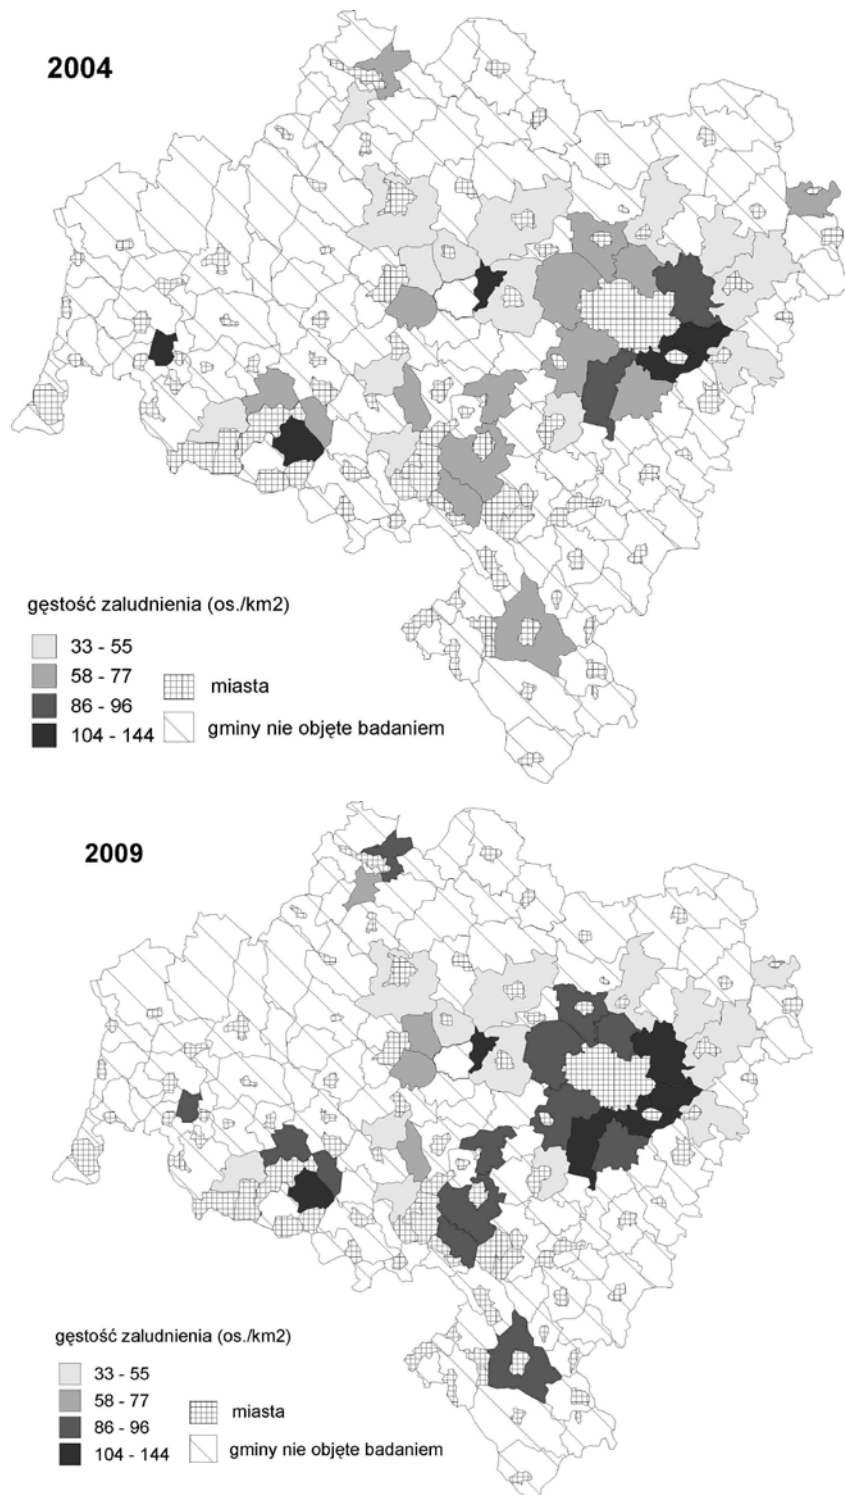 2004
gęstość zaludnienia (os./km2)
33 - 55
58 - 77
86 - 96
104 - 144
miasta
gminy nie objęte badaniem
2009
gęstość zaludnienia (os./km2)
33 - 55
58 - 77
86 - 96
104 - 144
miasta
gminy nie objęte badaniem